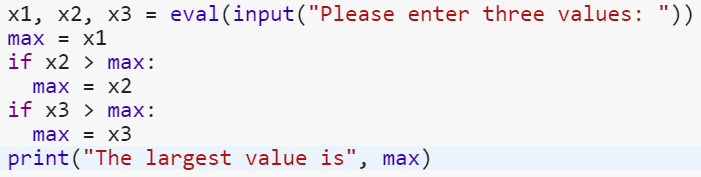 x1, x2, x3 = eval(input("Please enter three values: "))
max = x1
if x2 > max:
  max = x2
if x3 > max:
  max = x3
print("The largest value is", max)